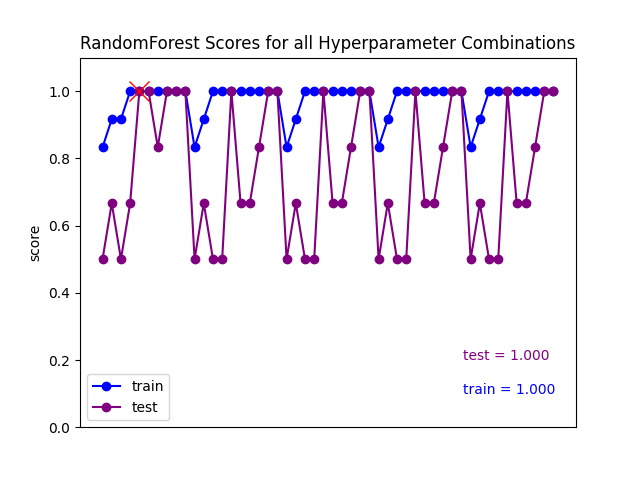 RandomForest Scores for all Hyperparameter Combinations
1.0
0.8
0.6
0.4
0.2
0.0
score
test = 1.000
train = 1.000
train
test